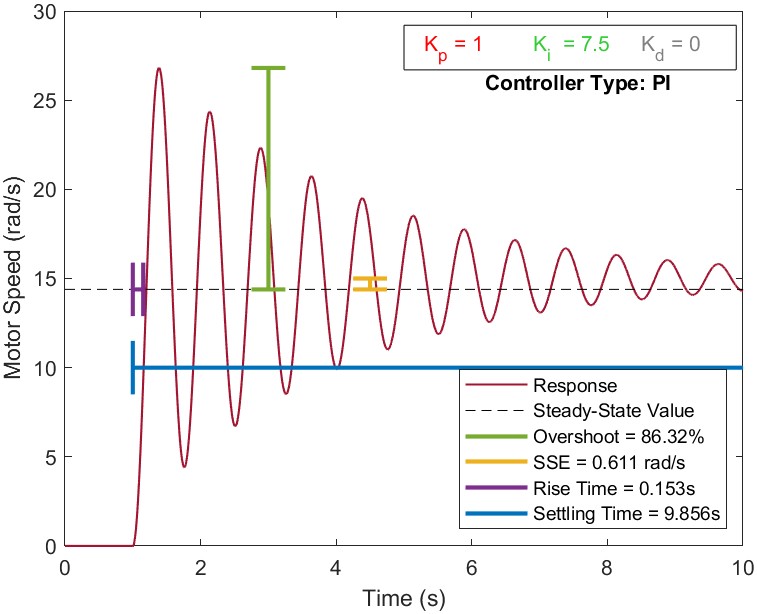 30
25
20
15
10
5
0
Motor Speed (rad/s)
Kp = 1 Ki = 7.5 Kd = 0
Controller Type: PI
Response
Steady-State Value
Overshoot = 86.32%
SSE = 0.611 rad/s
Rise Time = 0.153s
Settling Time = 9.856s
0 2 4 6 8 10
Time (s)